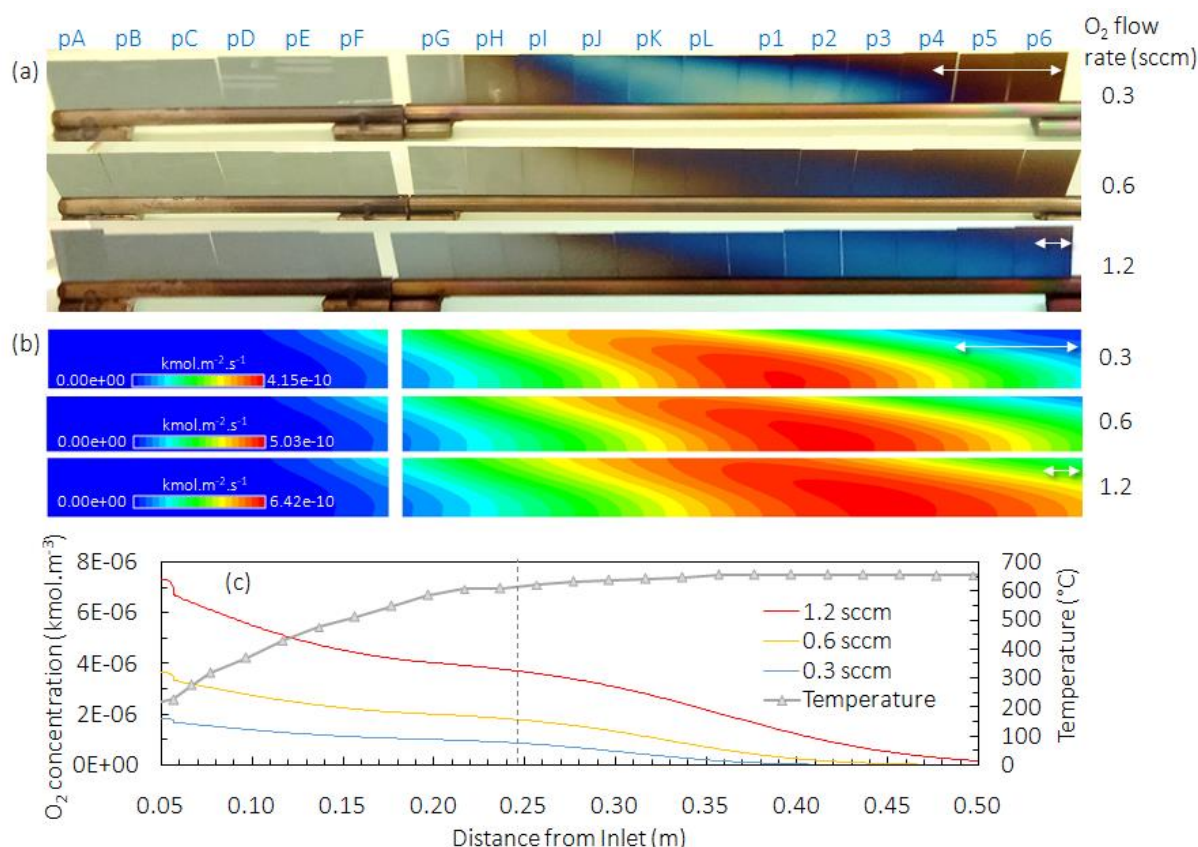 pA pB pC pD pE pF pG pH pI pJ pK pL p1 p2 p3 p4 p5 p6
O₂ flow
rate (sccm)
(a)
0.3
0.6
1.2
(b)
kmol.m⁻².s⁻¹
0.00e+00 4.15e-10
0.3
kmol.m⁻².s⁻¹
0.00e+00 5.03e-10
0.6
kmol.m⁻².s⁻¹
0.00e+00 6.42e-10
1.2
(c)
O₂ concentration (kmol.m⁻³)
8E-06
6E-06
4E-06
2E-06
0E+00
1.2 sccm
0.6 sccm
0.3 sccm
Temperature
700
600
500
400
300
200
100
0
Temperature (°C)
0.05 0.10 0.15 0.20 0.25 0.30 0.35 0.40 0.45 0.50
Distance from Inlet (m)